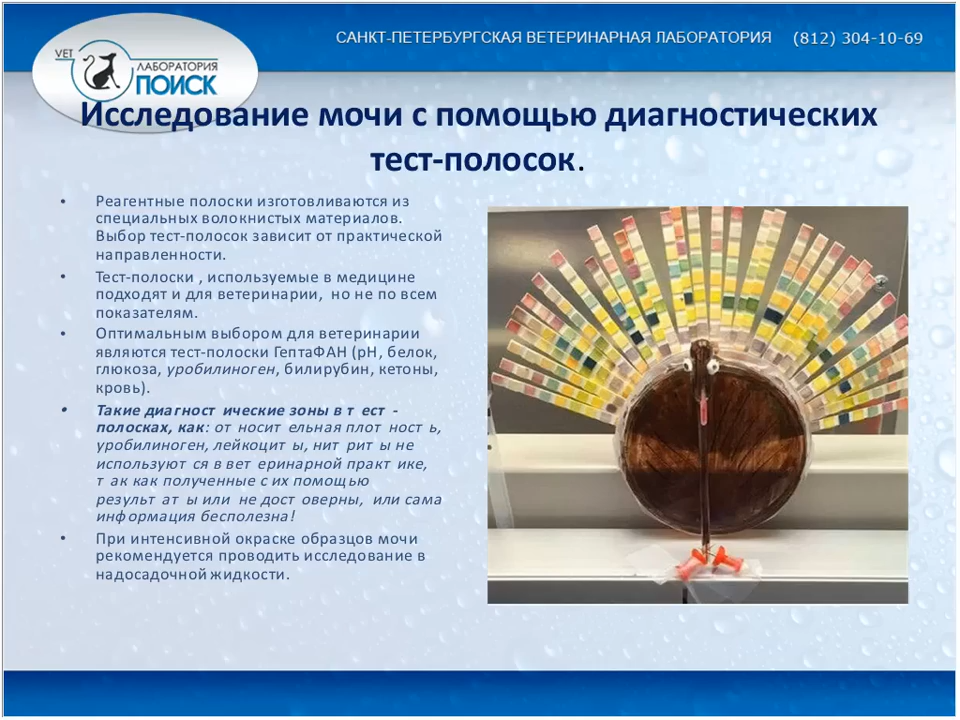 САНКТ-ПЕТЕРБУРГСКАЯ ВЕТЕРИНАРНАЯ ЛАБОРАТОРИЯ (812) 304-10-69
VET
ЛАБОРАТОРИЯ
ПОИСК
Исследование мочи с помощью диагностических
тест-полосок.
• Реагентные полоски изготовливаются из
специальных волокнистых материалов.
Выбор тест-полосок зависит от практической
направленности.
• Тест-полоски , используемые в медицине
подходят и для ветеринарии, но не по всем
показателям.
• Оптимальным выбором для ветеринарии
являются тест-полоски ГептаФАН (pH, белок,
глюкоза, уробилиноген, билирубин, кетоны,
кровь).
• Такие диагност ические зоны в т ест -
полосках, как: от носит ельная плот ност ь,
уробилиноген, лейкоцит ы, нит рит ы не
используют ся в вет еринарной практ ике,
т ак как полученные с их помощью
результ ат ы или не дост оверны, или сама
информация бесполезна!
• При интенсивной окраске образцов мочи
рекомендуется проводить исследование в
надосадочной жидкости.